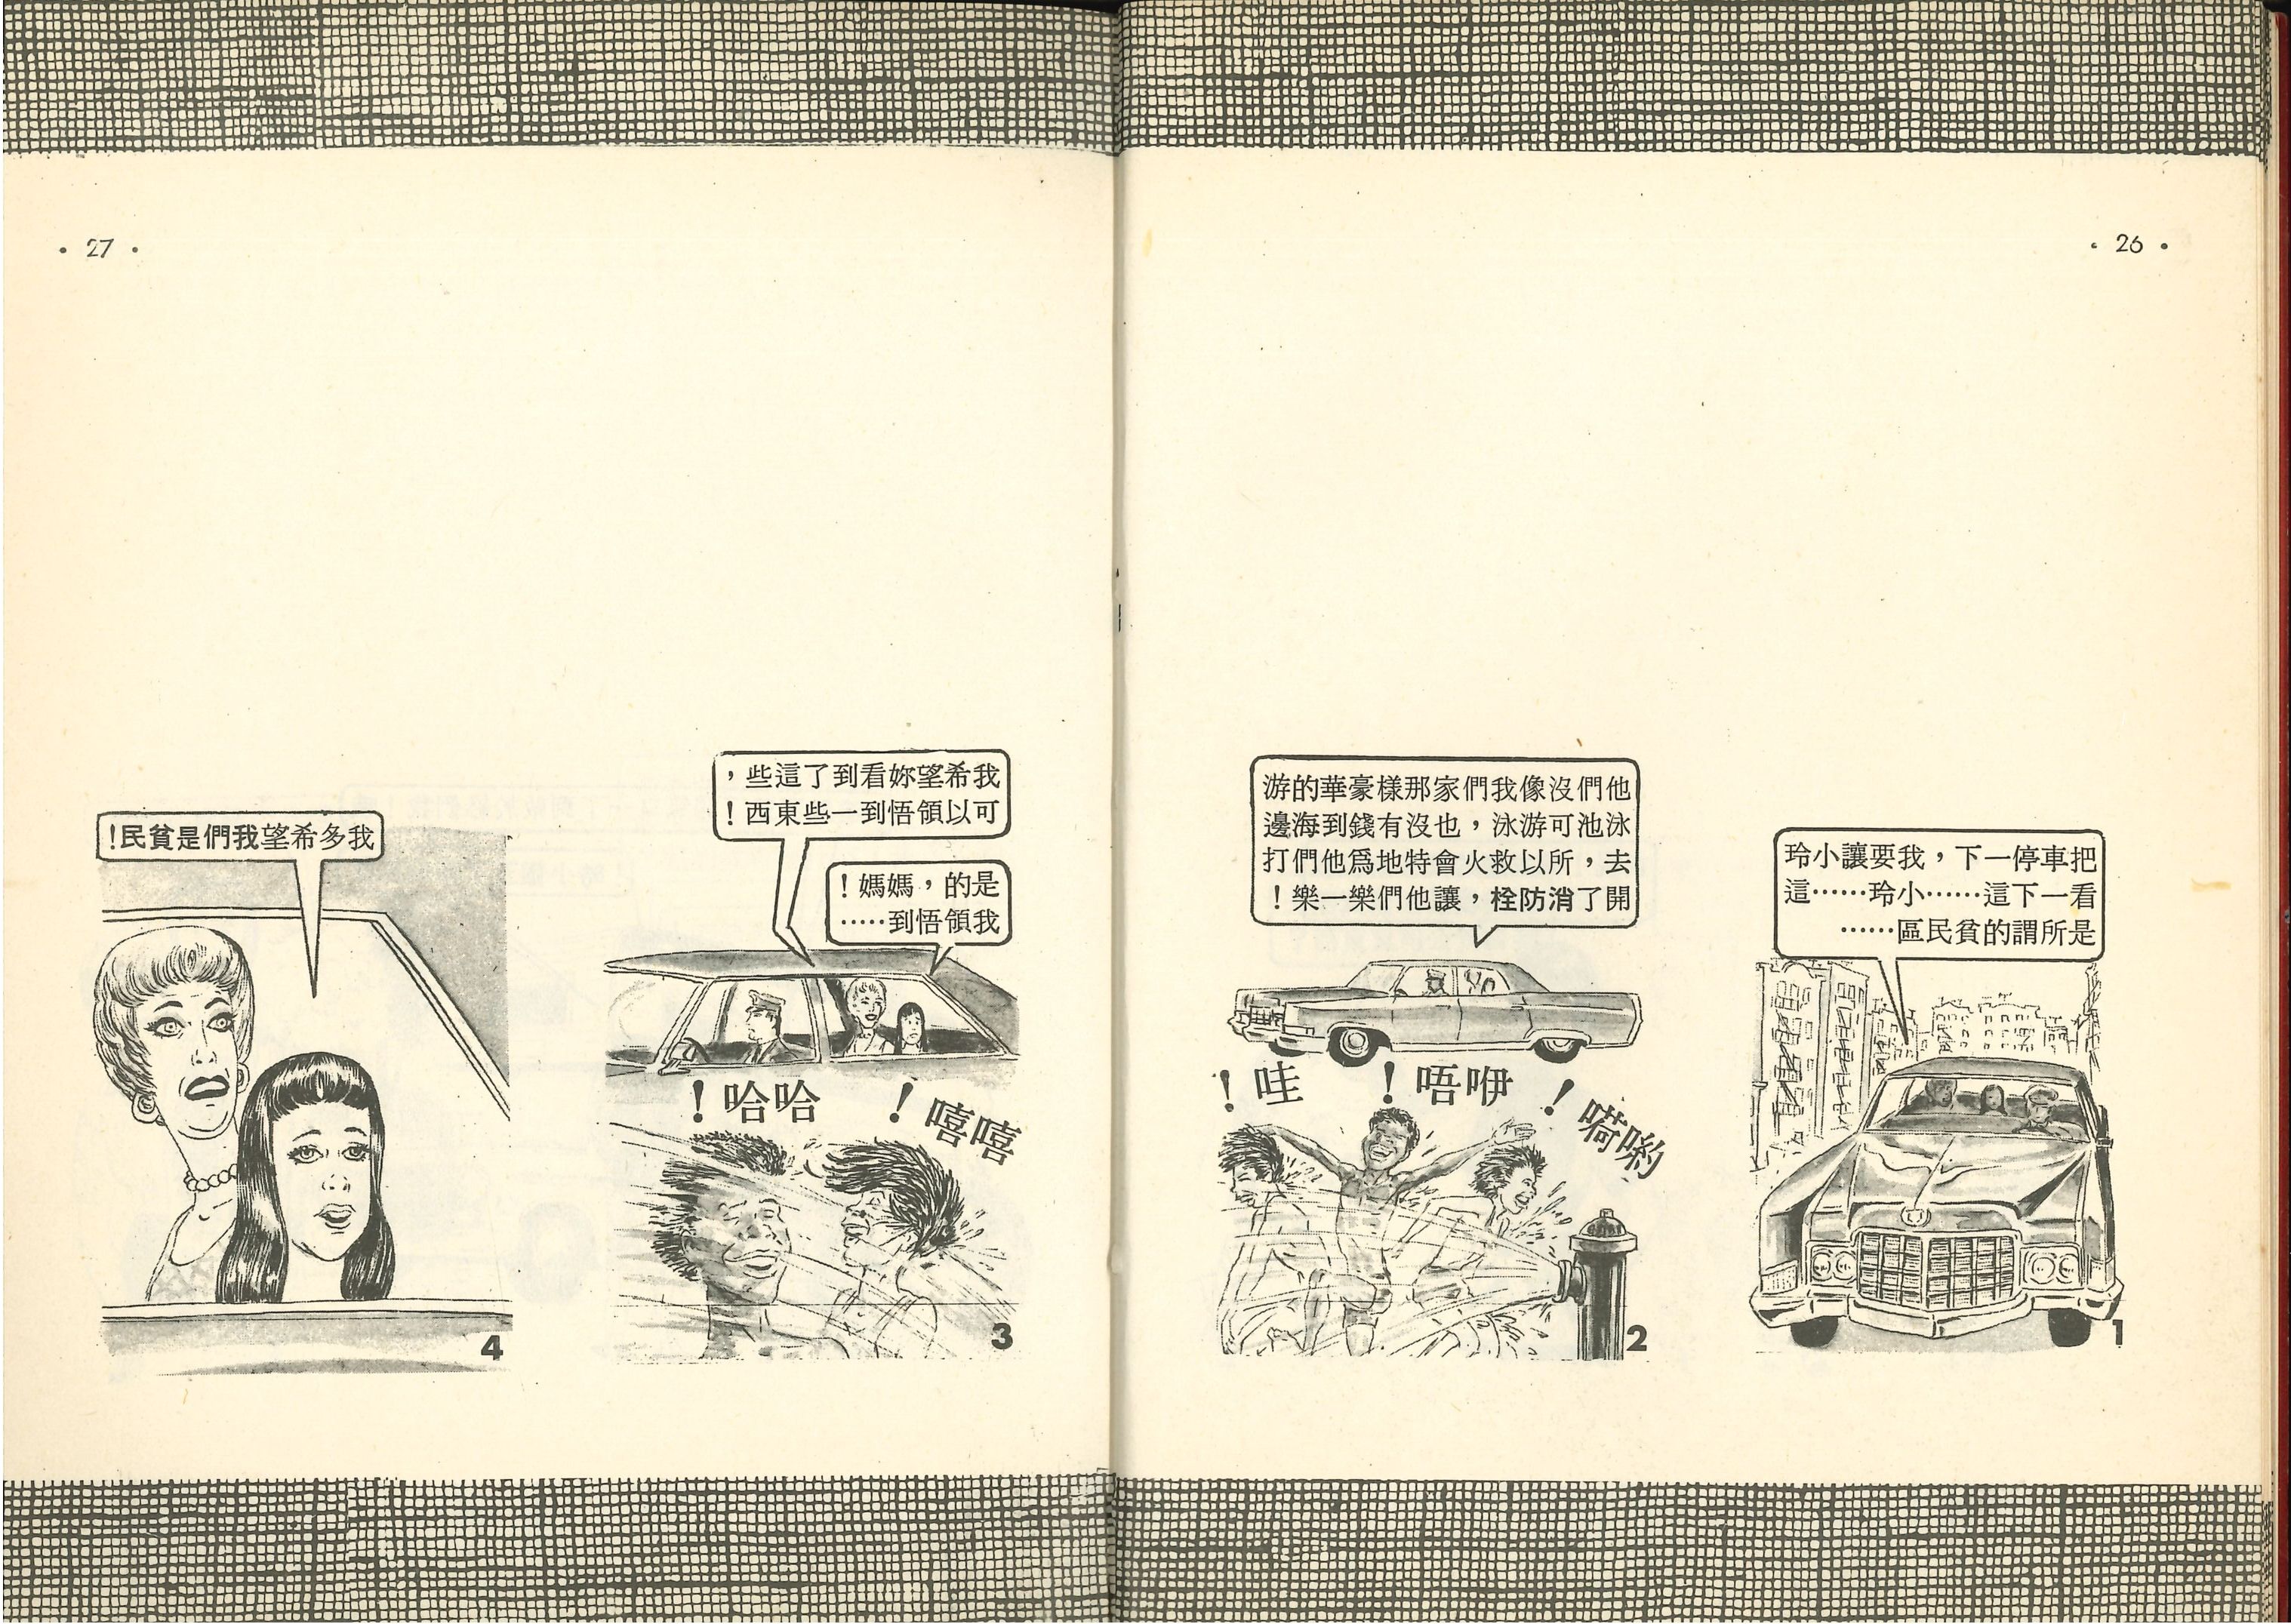 26
把車停一下，我要讓小玲
看一下這……小玲……這
是所謂的貧民區……
1
他們沒像我們家那樣豪華的游
泳池可游泳，也沒有錢到海邊
去，所以救火會特地爲他們打
開了消防栓，讓他們樂一樂！
喲嗬！
咿唔！
哇！
2
27
我希望妳看到了這些，
可以領悟到一些東西！
是的，媽媽！
我領悟到……
嘻嘻！
哈哈！
3
我多希望我們是貧民！
4